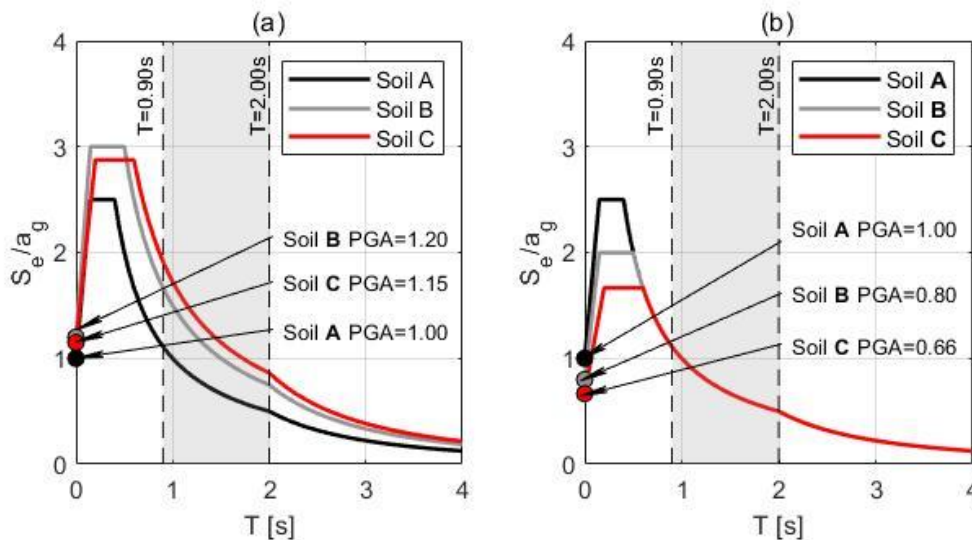 (a)
4
3
2
1
0
0
1
2
3
4
S_e/a_g
T [s]
T=0.90s
T=2.00s
Soil A
Soil B
Soil C
Soil B PGA=1.20
Soil C PGA=1.15
Soil A PGA=1.00
(b)
4
3
2
1
0
0
1
2
3
4
S_e/a_g
T [s]
T=0.90s
T=2.00s
Soil A
Soil B
Soil C
Soil A PGA=1.00
Soil B PGA=0.80
Soil C PGA=0.66